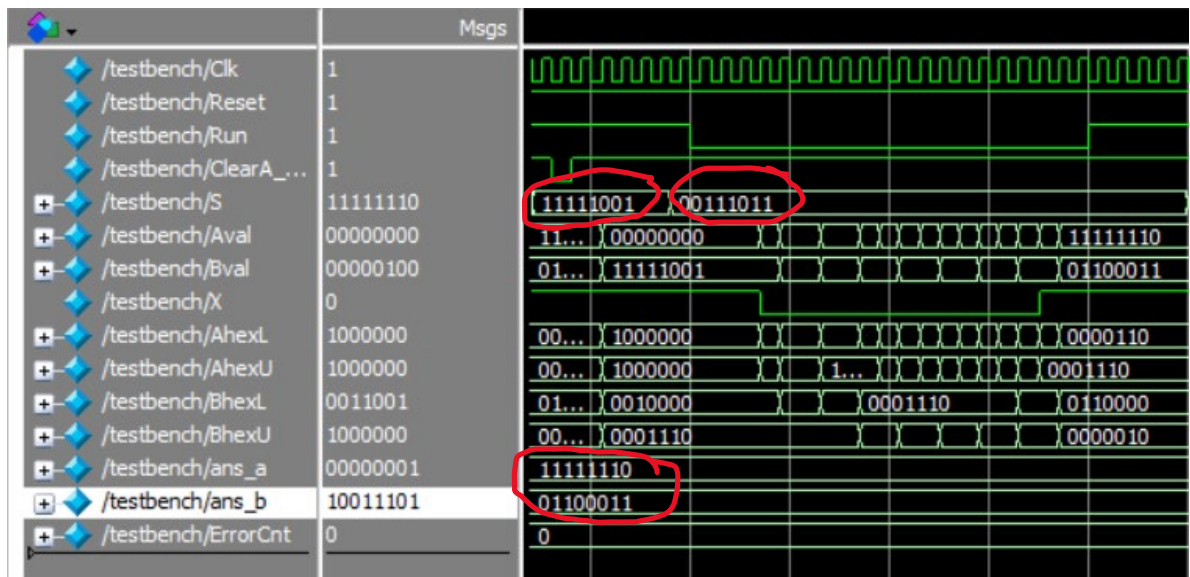 Msgs
/testbench/Clk 1
/testbench/Reset 1
/testbench/Run 1
/testbench/ClearA_... 1
/testbench/S 11111110 11111001 00111011
/testbench/Aval 00000000 11... 00000000 11111110
/testbench/Bval 00000100 01... 11111001 01100011
/testbench/X 0
/testbench/AhexL 1000000 00... 1000000 0000110
/testbench/AhexU 1000000 00... 1000000 1... 0001110
/testbench/BhexL 0011001 01... 0010000 0001110 0110000
/testbench/BhexU 1000000 00... 0001110 0000010
/testbench/ans_a 00000001 11111110
/testbench/ans_b 10011101 01100011
/testbench/ErrorCnt 0 0